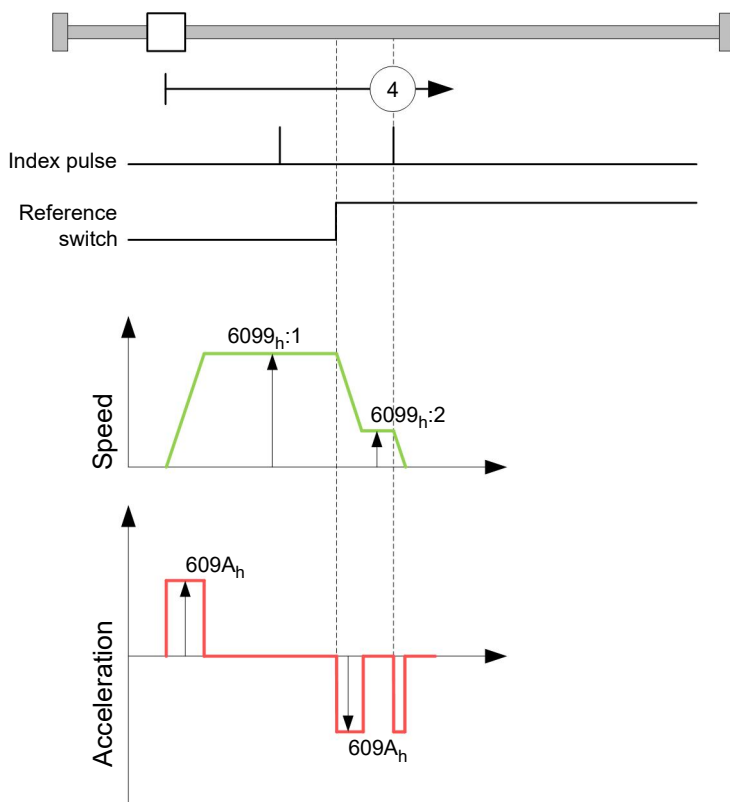 4
Index pulse
Reference
switch
6099h:1
6099h:2
Speed
609Ah
609Ah
Acceleration